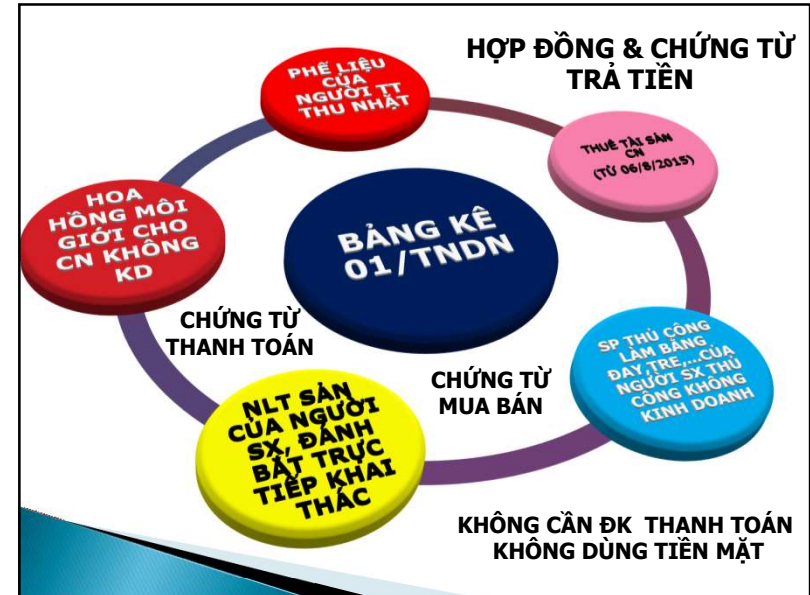 HỢP ĐỒNG & CHỨNG TỪ
TRẢ TIỀN
PHẾ LIỆU
CỦA
NGƯỜI TT
THU NHẶT
THUÊ TÀI SẢN
CN
(TỪ 06/8/2015)
HOA
HỒNG MÔI
GIỚI CHO
CN KHÔNG
KD
BẢNG KÊ
01/TNDN
CHỨNG TỪ
THANH TOÁN
SP THỦ CÔNG
LÀM BẰNG
ĐAY,TRE,...CỦA
NGƯỜI SX THỦ
CÔNG KHÔNG
KINH DOANH
CHỨNG TỪ
MUA BÁN
NLT SẢN
CỦA NGƯỜI
SX, ĐÁNH
BẮT TRỰC
TIẾP KHAI
THÁC
KHÔNG CẦN ĐK THANH TOÁN
KHÔNG DÙNG TIỀN MẶT